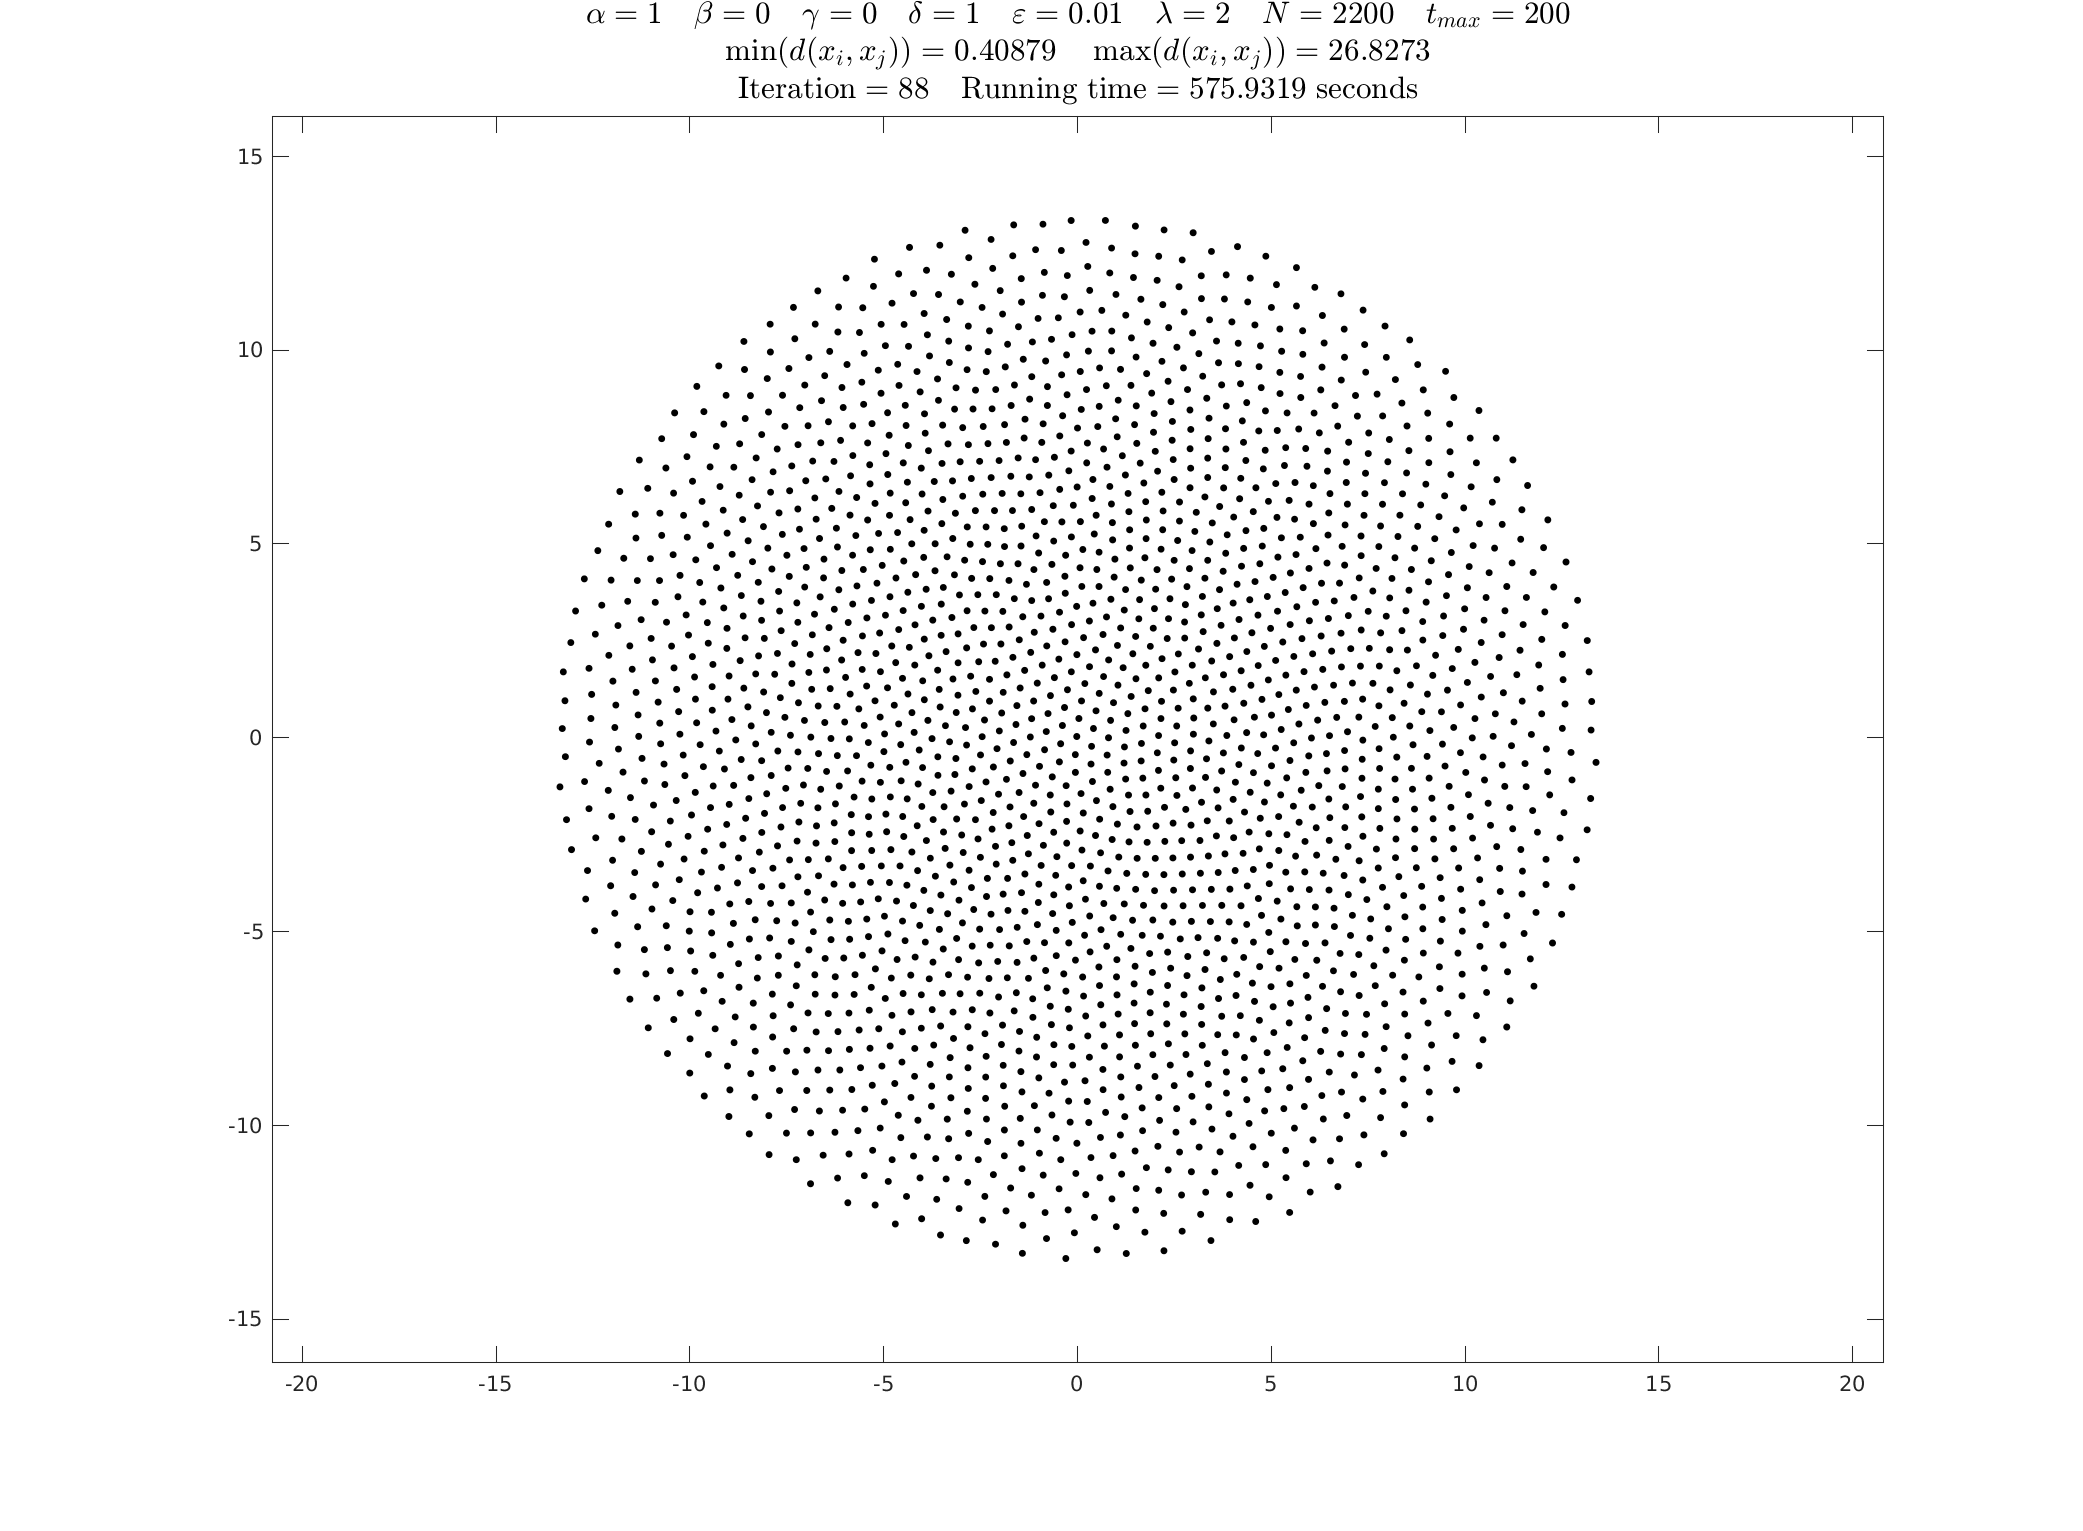 α = 1 β = 0 γ = 0 δ = 1 ε = 0.01 λ = 2 N = 2200 t_max = 200
min(d(x_i, x_j)) = 0.40879 max(d(x_i, x_j)) = 26.8273
Iteration = 88 Running time = 575.9319 seconds
15
10
5
0
-5
-10
-15
-20 -15 -10 -5 0 5 10 15 20